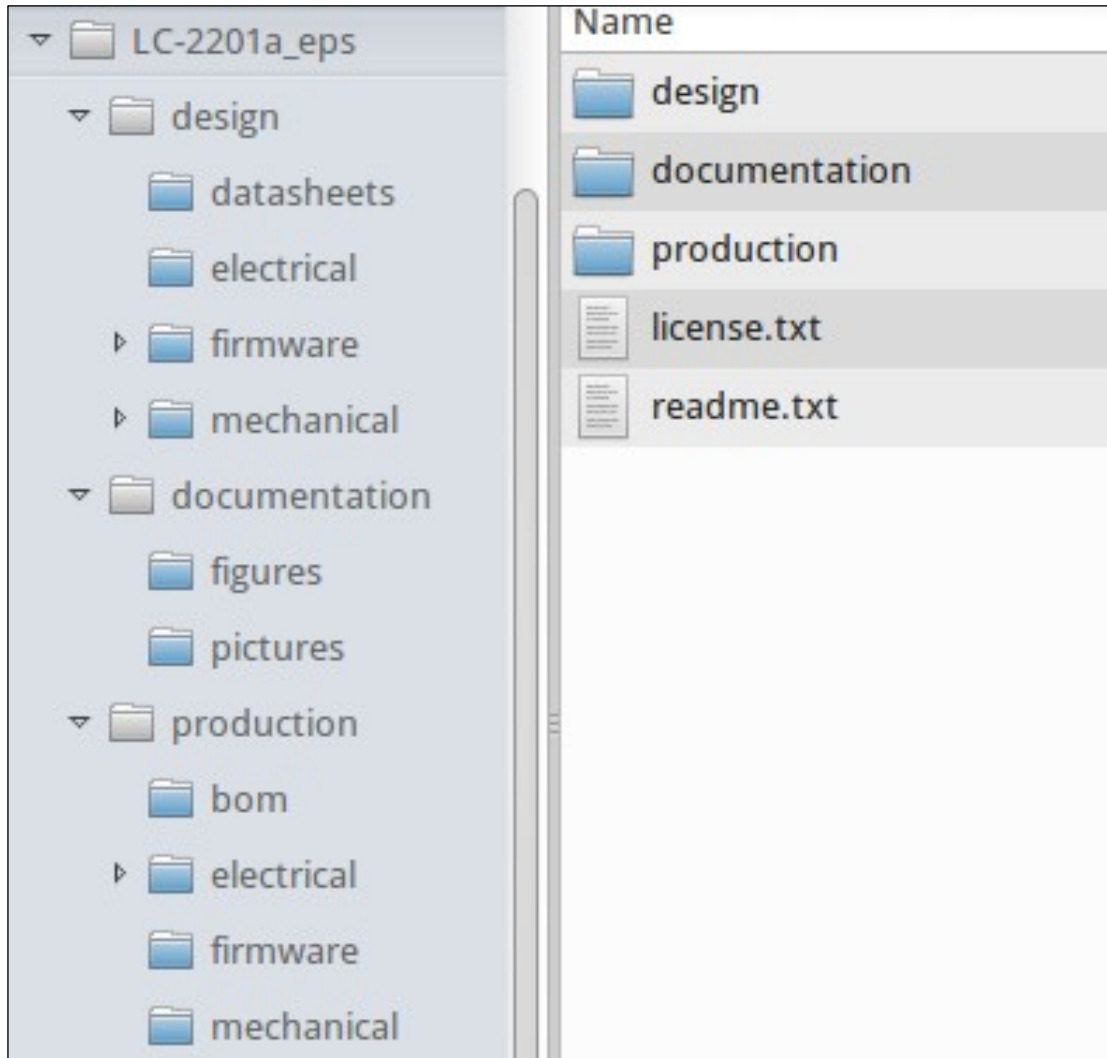 LC-2201a_eps
design
datasheets
electrical
firmware
mechanical
documentation
figures
pictures
production
bom
electrical
firmware
mechanical
Name
design
documentation
production
license.txt
readme.txt